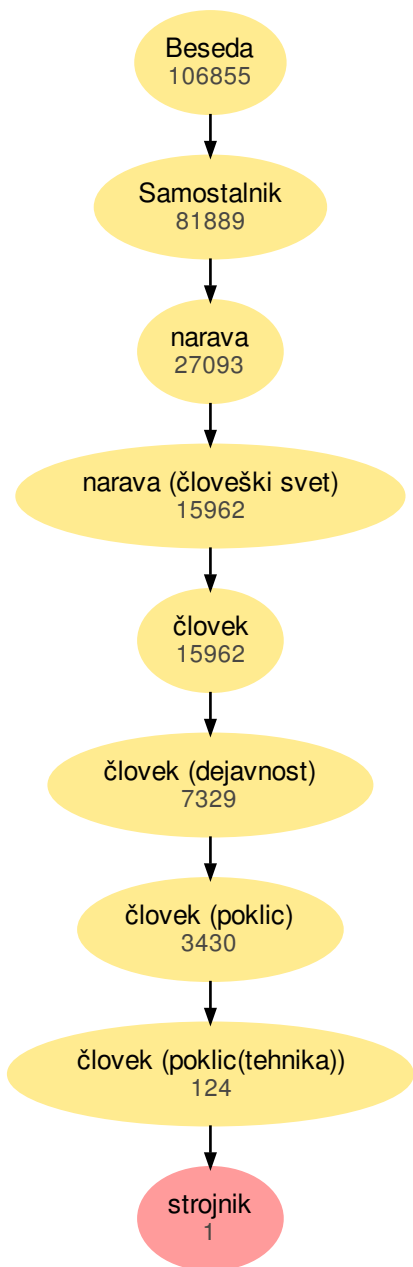 Beseda
106855
Samostalnik
81889
narava
27093
narava (človeški svet)
15962
človek
15962
človek (dejavnost)
7329
človek (poklic)
3430
človek (poklic(tehnika))
124
strojnik
1